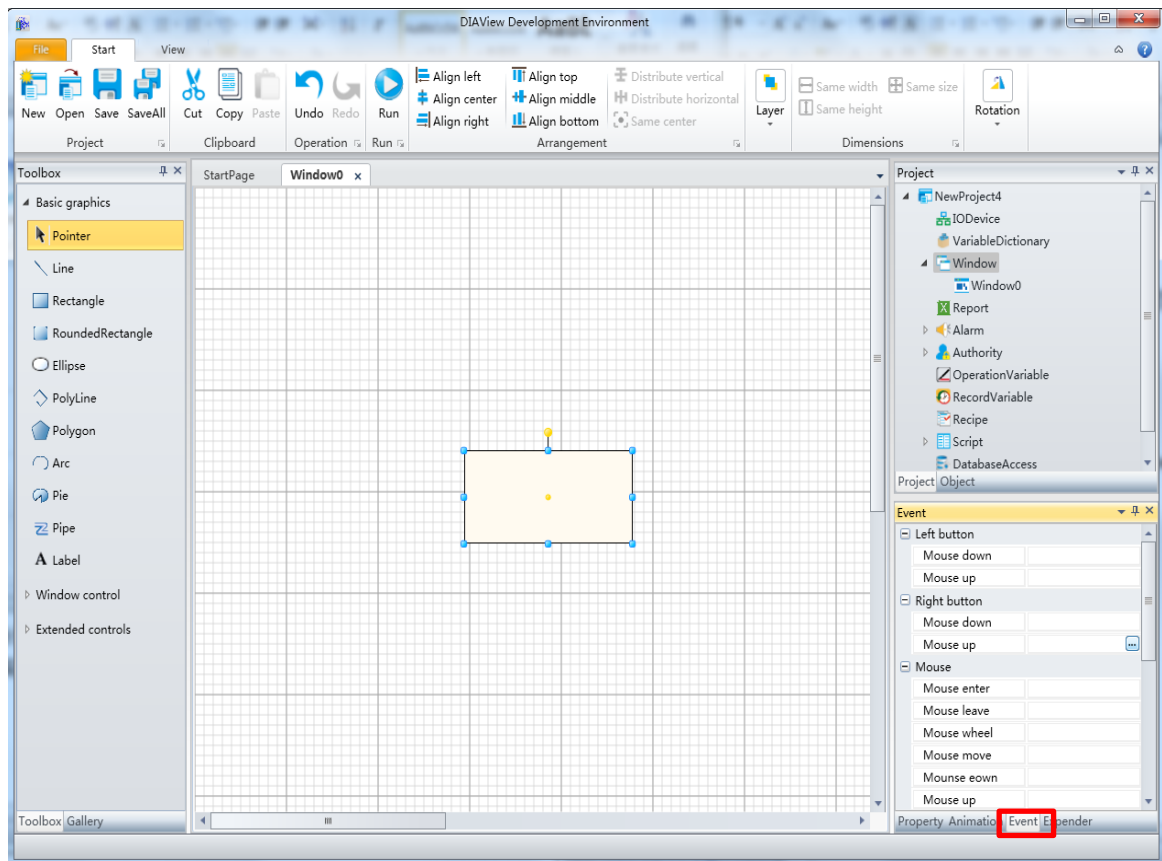 DIAView Development Environment
File Start View
New Open Save SaveAll
Project
Cut Copy Paste
Clipboard
Undo Redo
Operation
Run
Run
Align left Align top Distribute vertical
Align center Align middle Distribute horizontal
Align right Align bottom Same center
Arrangement
Layer
Same width Same size
Same height
Dimensions
Rotation
Toolbox
Basic graphics
Pointer
Line
Rectangle
RoundedRectangle
Ellipse
PolyLine
Polygon
Arc
Pie
Pipe
A Label
Window control
Extended controls
Toolbox Gallery
StartPage Window0 x
Project
NewProject4
IODevice
VariableDictionary
Window
Window0
Report
Alarm
Authority
OperationVariable
RecordVariable
Recipe
Script
DatabaseAccess
Project Object
Event
Left button
Mouse down
Mouse up
Right button
Mouse down
Mouse up ...
Mouse
Mouse enter
Mouse leave
Mouse wheel
Mouse move
Mounse eown
Mouse up
Property Animation Event Expender